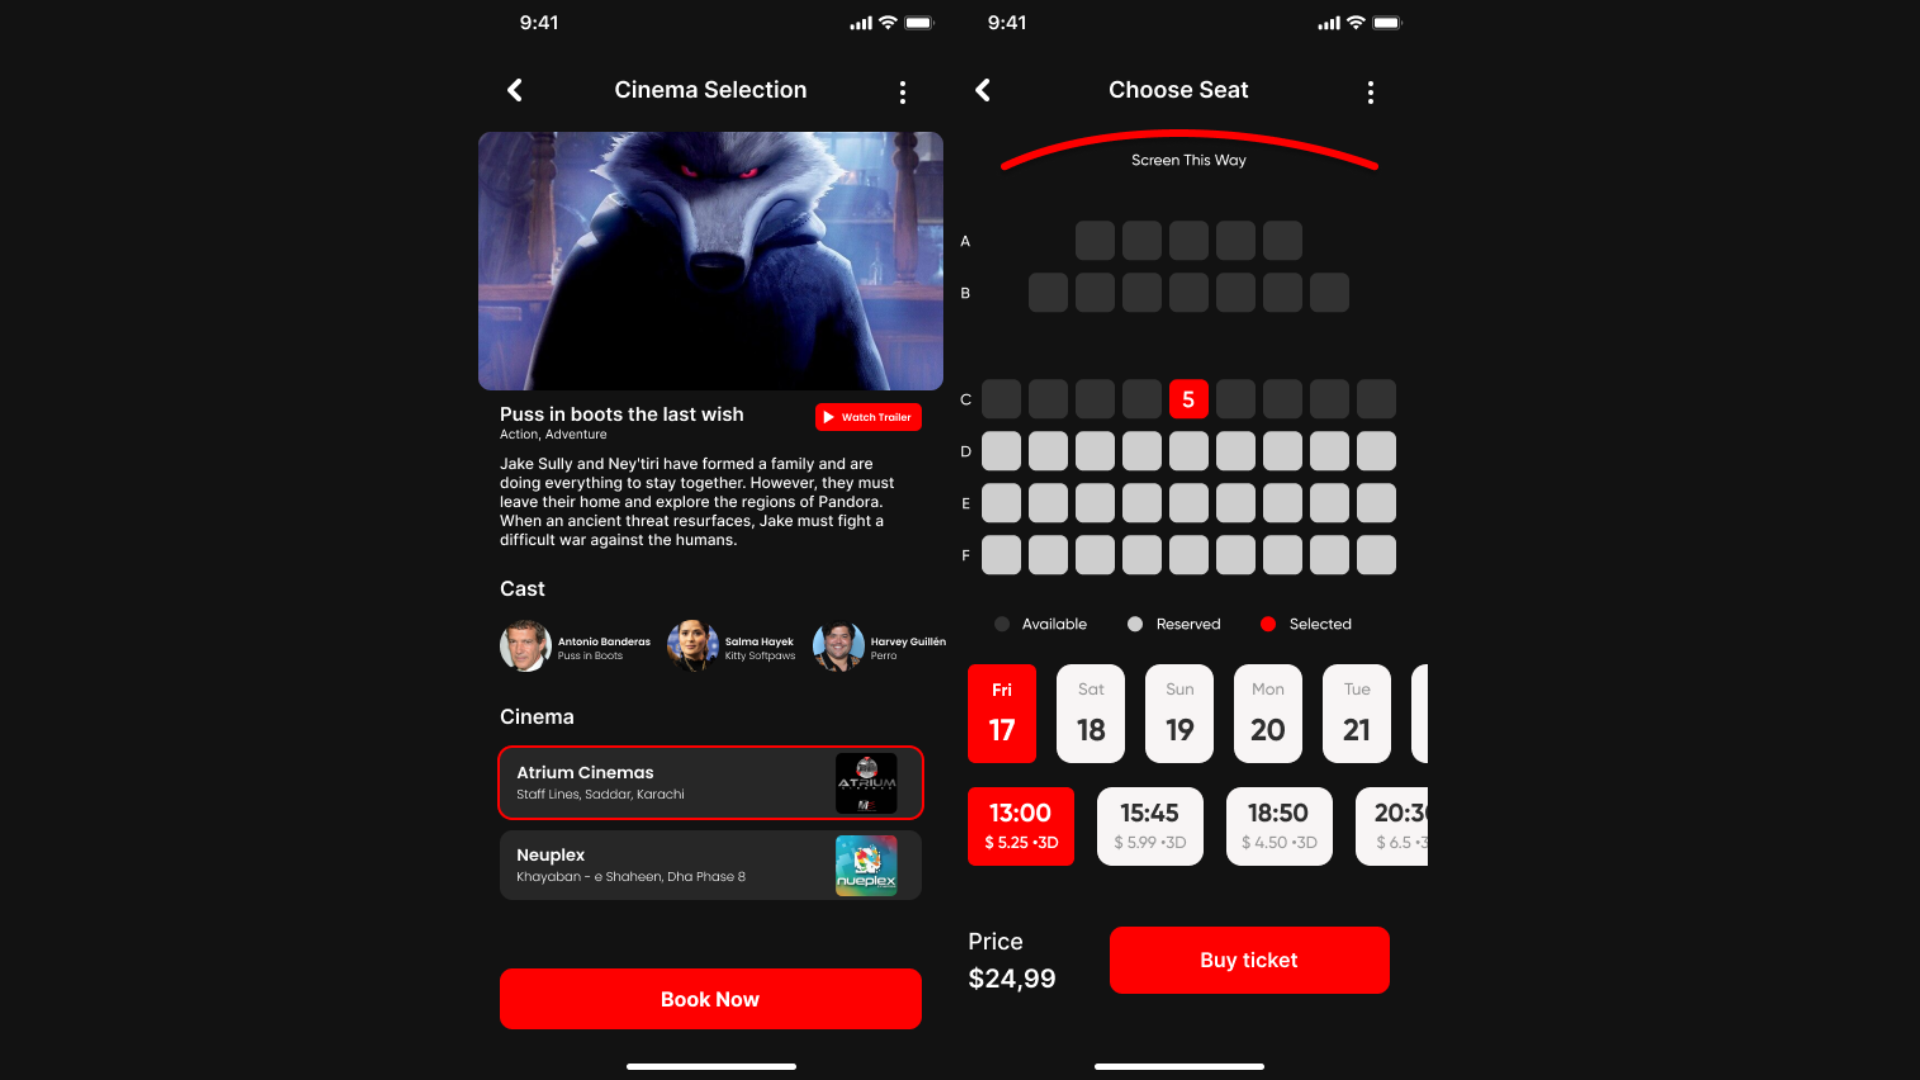 9:41
Cinema Selection
Puss in boots the last wish
Watch Trailer
Action, Adventure
Jake Sully and Ney'tiri have formed a family and are
doing everything to stay together. However, they must
leave their home and explore the regions of Pandora.
When an ancient threat resurfaces, Jake must fight a
difficult war against the humans.
Cast
Antonio Banderas
Puss in Boots
Salma Hayek
Kitty Softpaws
Harvey Guillén
Perro
Cinema
Atrium Cinemas
Staff Lines, Saddar, Karachi
ATRIUM
CINEMAS
Neuplex
Khayaban - e Shaheen, Dha Phase 8
nueplex
Book Now
9:41
Choose Seat
Screen This Way
A
B
C 5
D
E
F
Available Reserved Selected
Fri Sat Sun Mon Tue
17 18 19 20 21
13:00 15:45 18:50 20:30
$ 5.25 •3D $ 5.99 •3D $ 4.50 •3D $ 6.5 •3
Price
$24,99
Buy ticket